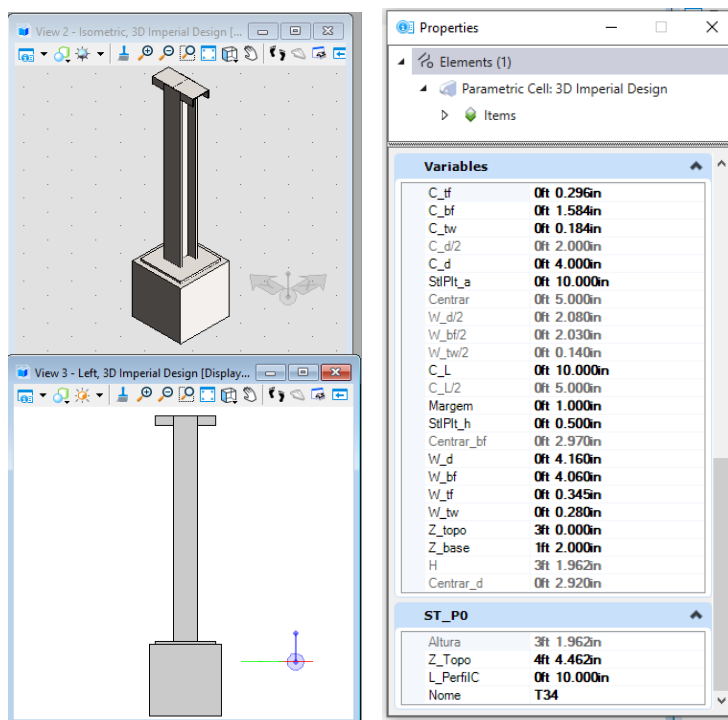 View 2 - Isometric, 3D Imperial Design [...
View 3 - Left, 3D Imperial Design [Display...
Properties
Elements (1)
Parametric Cell: 3D Imperial Design
Items
Variables
C_tf 0ft 0.296in
C_bf 0ft 1.584in
C_tw 0ft 0.184in
C_d/2 0ft 2.000in
C_d 0ft 4.000in
StlPlt_a 0ft 10.000in
Centrar 0ft 5.000in
W_d/2 0ft 2.080in
W_bf/2 0ft 2.030in
W_tw/2 0ft 0.140in
C_L 0ft 10.000in
C_L/2 0ft 5.000in
Margem 0ft 1.000in
StlPlt_h 0ft 0.500in
Centrar_bf 0ft 2.970in
W_d 0ft 4.160in
W_bf 0ft 4.060in
W_tf 0ft 0.345in
W_tw 0ft 0.280in
Z_topo 3ft 0.000in
Z_base 1ft 2.000in
H 3ft 1.962in
Centrar_d 0ft 2.920in
ST_P0
Altura 3ft 1.962in
Z_Topo 4ft 4.462in
L_PerfilC 0ft 10.000in
Nome T34